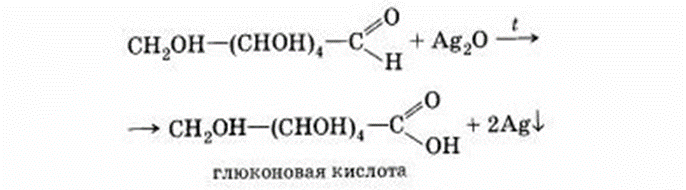 CH₂OH—(CHOH)₄—C(=O)—H + Ag₂O —t→
→ CH₂OH—(CHOH)₄—C(=O)—OH + 2Ag↓
глюконовая кислота